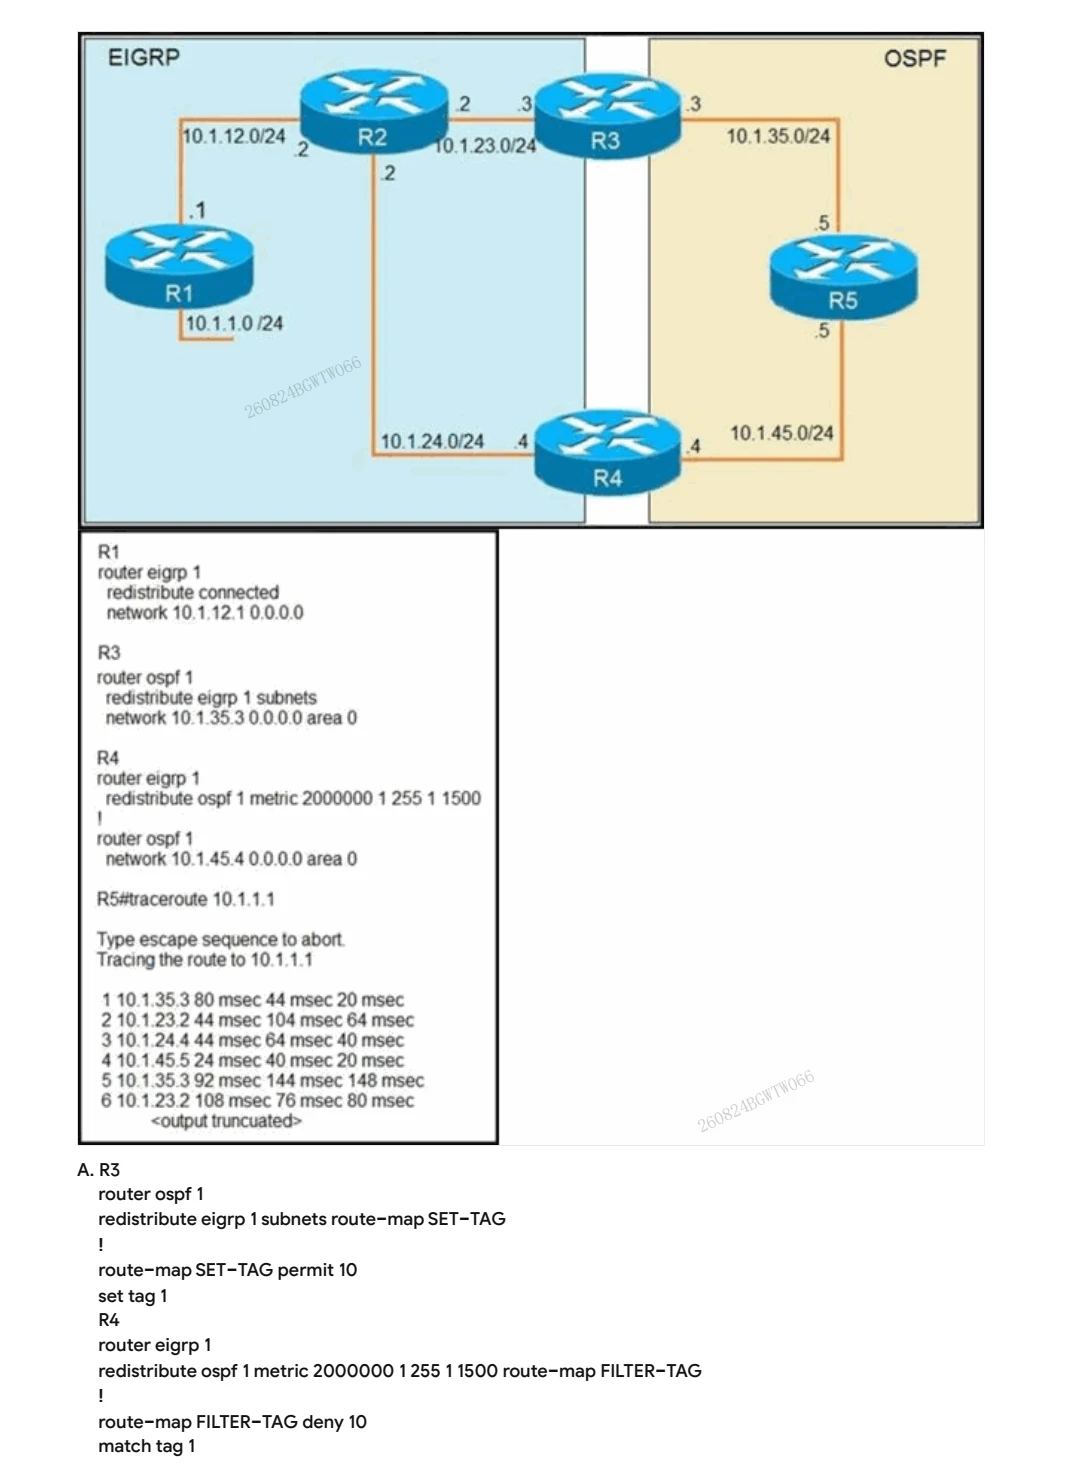 EIGRP
OSPF
.2
.3
R2
R3
.3
10.1.12.0/24
.2
10.1.23.0/24
10.1.35.0/24
.2
.1
.5
R1
R5
10.1.1.0 /24
.5
260824BGWTW066
10.1.24.0/24
.4
10.1.45.0/24
.4
R4
R1
router eigrp 1
redistribute connected
network 10.1.12.1 0.0.0.0
R3
router ospf 1
redistribute eigrp 1 subnets
network 10.1.35.3 0.0.0.0 area 0
R4
router eigrp 1
redistribute ospf 1 metric 2000000 1 255 1 1500
!
router ospf 1
network 10.1.45.4 0.0.0.0 area 0
R5#traceroute 10.1.1.1
Type escape sequence to abort.
Tracing the route to 10.1.1.1
1 10.1.35.3 80 msec 44 msec 20 msec
2 10.1.23.2 44 msec 104 msec 64 msec
3 10.1.24.4 44 msec 64 msec 40 msec
4 10.1.45.5 24 msec 40 msec 20 msec
5 10.1.35.3 92 msec 144 msec 148 msec
6 10.1.23.2 108 msec 76 msec 80 msec
<output truncuated>
260824BGWTW066
A. R3
router ospf 1
redistribute eigrp 1 subnets route-map SET-TAG
!
route-map SET-TAG permit 10
set tag 1
R4
router eigrp 1
redistribute ospf 1 metric 2000000 1 255 1 1500 route-map FILTER-TAG
!
route-map FILTER-TAG deny 10
match tag 1